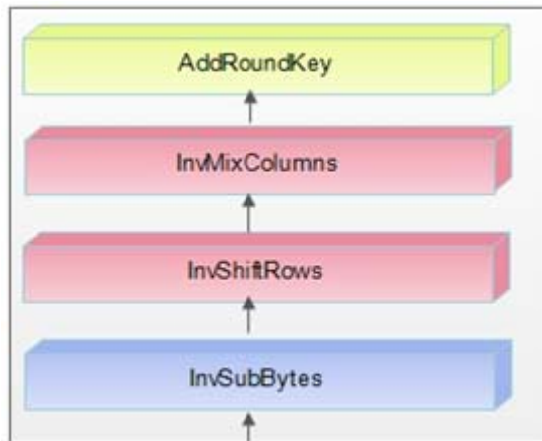 AddRoundKey
InvMixColumns
InvShiftRows
InvSubBytes